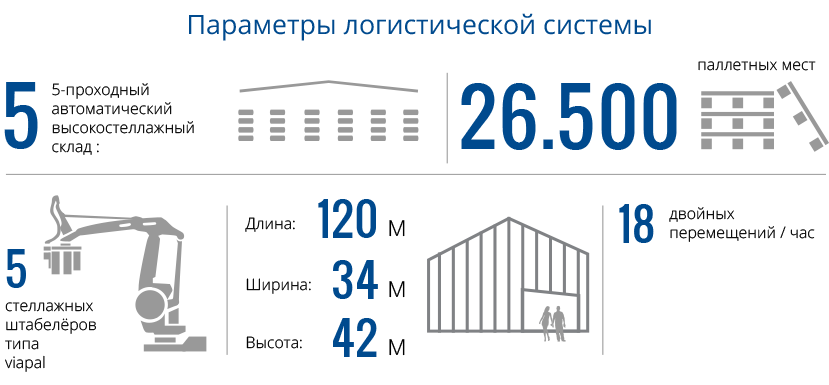 Параметры логистической системы
5
5-проходный
автоматический
высокостеллажный
склад :
26.500
паллетных мест
5
стеллажных
штабелёров
типа
viapal
Длина: 120 м
Ширина: 34 м
Высота: 42 м
18
двойных
перемещений / час